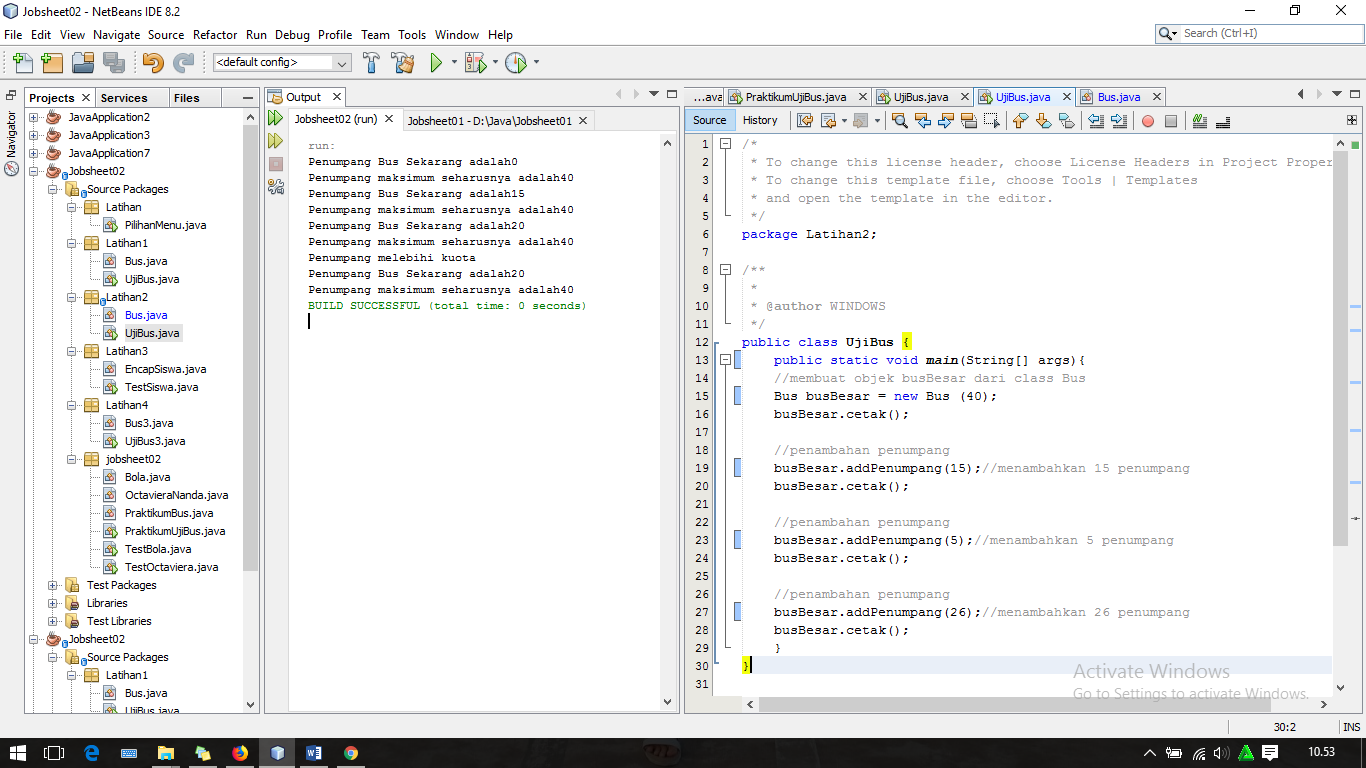 Jobsheet02 - NetBeans IDE 8.2
File Edit View Navigate Source Refactor Run Debug Profile Team Tools Window Help
Search (Ctrl+I)
<default config>
Navigator
Projects Services Files
JavaApplication2
JavaApplication3
JavaApplication7
Jobsheet02
Source Packages
Latihan
PilihanMenu.java
Latihan1
Bus.java
UjiBus.java
Latihan2
Bus.java
UjiBus.java
Latihan3
EncapSiswa.java
TestSiswa.java
Latihan4
Bus3.java
UjiBus3.java
jobsheet02
Bola.java
OctavieraNanda.java
PraktikumBus.java
PraktikumUjiBus.java
TestBola.java
TestOctaviera.java
Test Packages
Libraries
Test Libraries
Jobsheet02
Source Packages
Latihan1
Bus.java
UjiBus.java
Output
Jobsheet02 (run) Jobsheet01 - D:\Java\Jobsheet01
run:
Penumpang Bus Sekarang adalah0
Penumpang maksimum seharusnya adalah40
Penumpang Bus Sekarang adalah15
Penumpang maksimum seharusnya adalah40
Penumpang Bus Sekarang adalah20
Penumpang maksimum seharusnya adalah40
Penumpang melebihi kuota
Penumpang Bus Sekarang adalah20
Penumpang maksimum seharusnya adalah40
BUILD SUCCESSFUL (total time: 0 seconds)
...ava PraktikumUjiBus.java UjiBus.java UjiBus.java Bus.java
Source History
1 /*
2 * To change this license header, choose License Headers in Project Proper
3 * To change this template file, choose Tools | Templates
4 * and open the template in the editor.
5 */
6 package Latihan2;
7
8 /**
9 *
10 * @author WINDOWS
11 */
12 public class UjiBus {
13 public static void main(String[] args){
14 //membuat objek busBesar dari class Bus
15 Bus busBesar = new Bus (40);
16 busBesar.cetak();
17
18 //penambahan penumpang
19 busBesar.addPenumpang(15);//menambahkan 15 penumpang
20 busBesar.cetak();
21
22 //penambahan penumpang
23 busBesar.addPenumpang(5);//menambahkan 5 penumpang
24 busBesar.cetak();
25
26 //penambahan penumpang
27 busBesar.addPenumpang(26);//menambahkan 26 penumpang
28 busBesar.cetak();
29 }
30 }
31
Activate Windows
Go to Settings to activate Windows.
30:2 INS
10.53